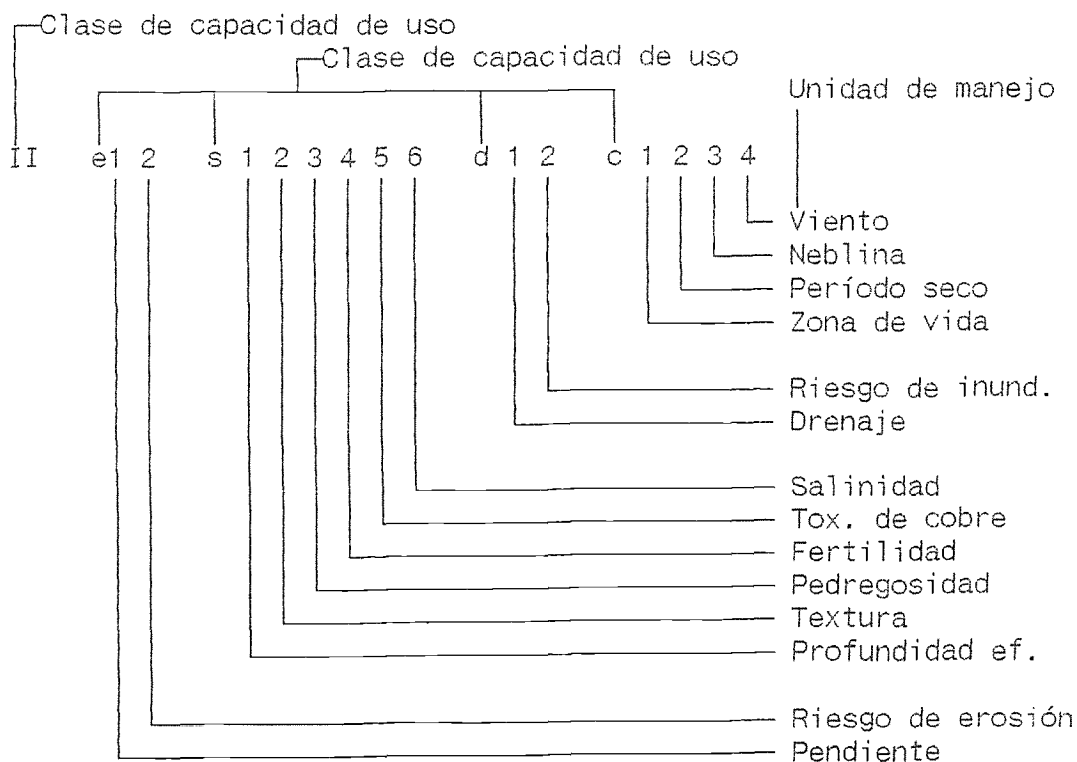 Clase de capacidad de uso
Clase de capacidad de uso
Unidad de manejo
II e1 2 s 1 2 3 4 5 6 d 1 2 c 1 2 3 4
Viento
Neblina
Período seco
Zona de vida
Riesgo de inund.
Drenaje
Salinidad
Tox. de cobre
Fertilidad
Pedregosidad
Textura
Profundidad ef.
Riesgo de erosión
Pendiente